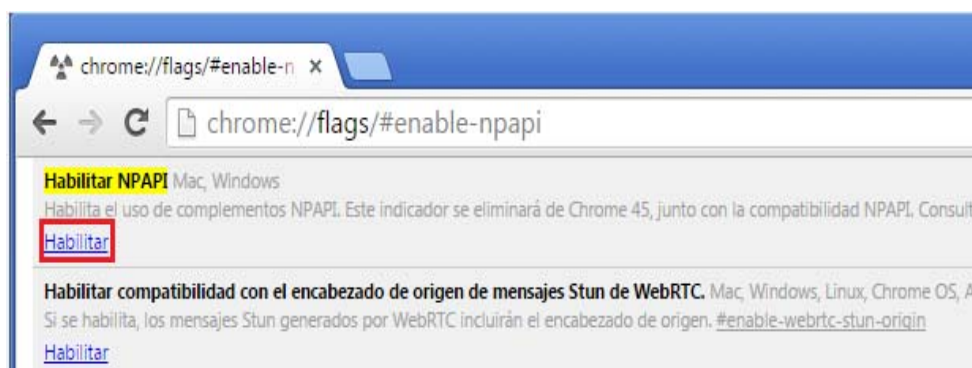 chrome://flags/#enable-n
chrome://flags/#enable-npapi
Habilitar NPAPI Mac, Windows
Habilita el uso de complementos NPAPI. Este indicador se eliminará de Chrome 45, junto con la compatibilidad NPAPI. Consult
Habilitar
Habilitar compatibilidad con el encabezado de origen de mensajes Stun de WebRTC. Mac, Windows, Linux, Chrome OS, A
Si se habilita, los mensajes Stun generados por WebRTC incluirán el encabezado de origen. #enable-webrtc-stun-origin
Habilitar